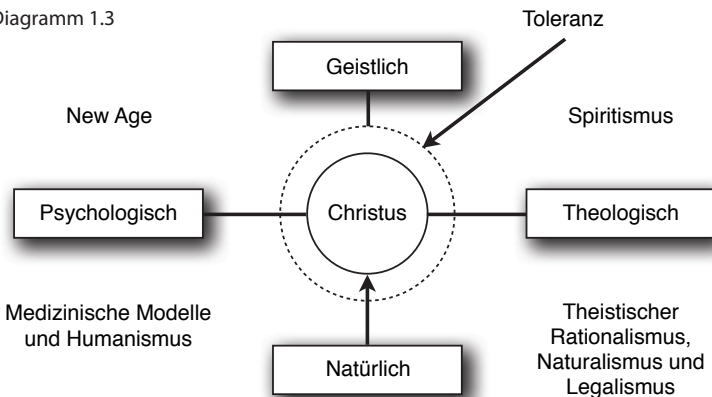 Diagramm 1.3
Toleranz
Geistlich
New Age
Spiritismus
Psychologisch
Christus
Theologisch
Medizinische Modelle
und Humanismus
Theistischer
Rationalismus,
Naturalismus und
Legalismus
Natürlich